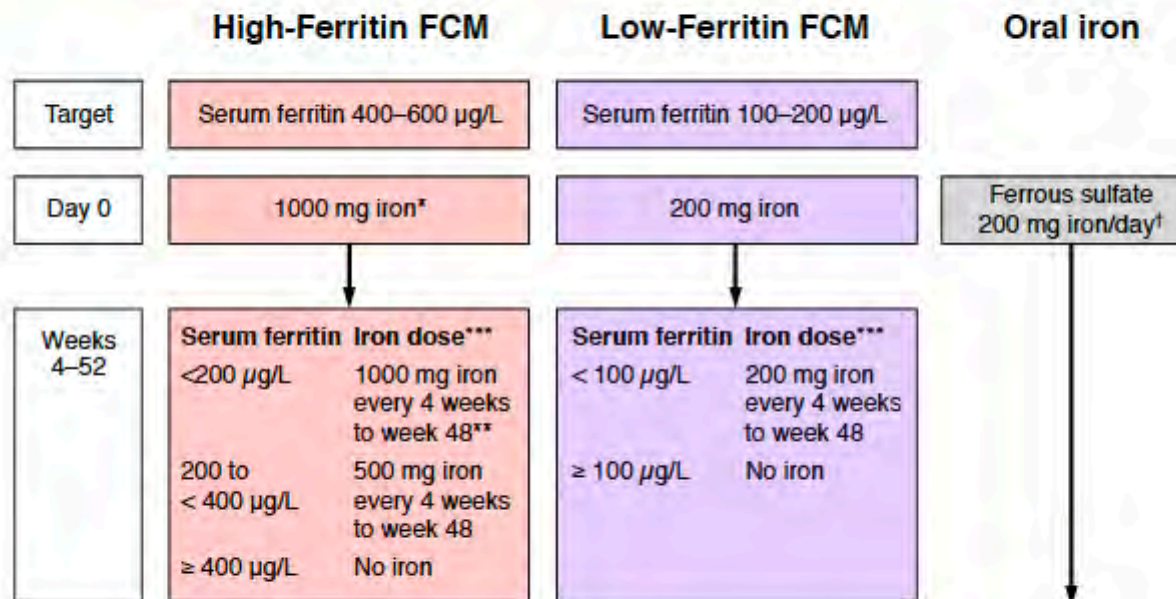 High-Ferritin FCM Low-Ferritin FCM Oral iron
Target Serum ferritin 400–600 µg/L Serum ferritin 100–200 µg/L
Day 0 1000 mg iron* 200 mg iron
Ferrous sulfate
200 mg iron/day†
Weeks
4–52
Serum ferritin Iron dose***
<200 µg/L 1000 mg iron
every 4 weeks
to week 48**
200 to 500 mg iron
< 400 µg/L every 4 weeks
to week 48
≥ 400 µg/L No iron
Serum ferritin Iron dose***
< 100 µg/L 200 mg iron
every 4 weeks
to week 48
≥ 100 µg/L No iron